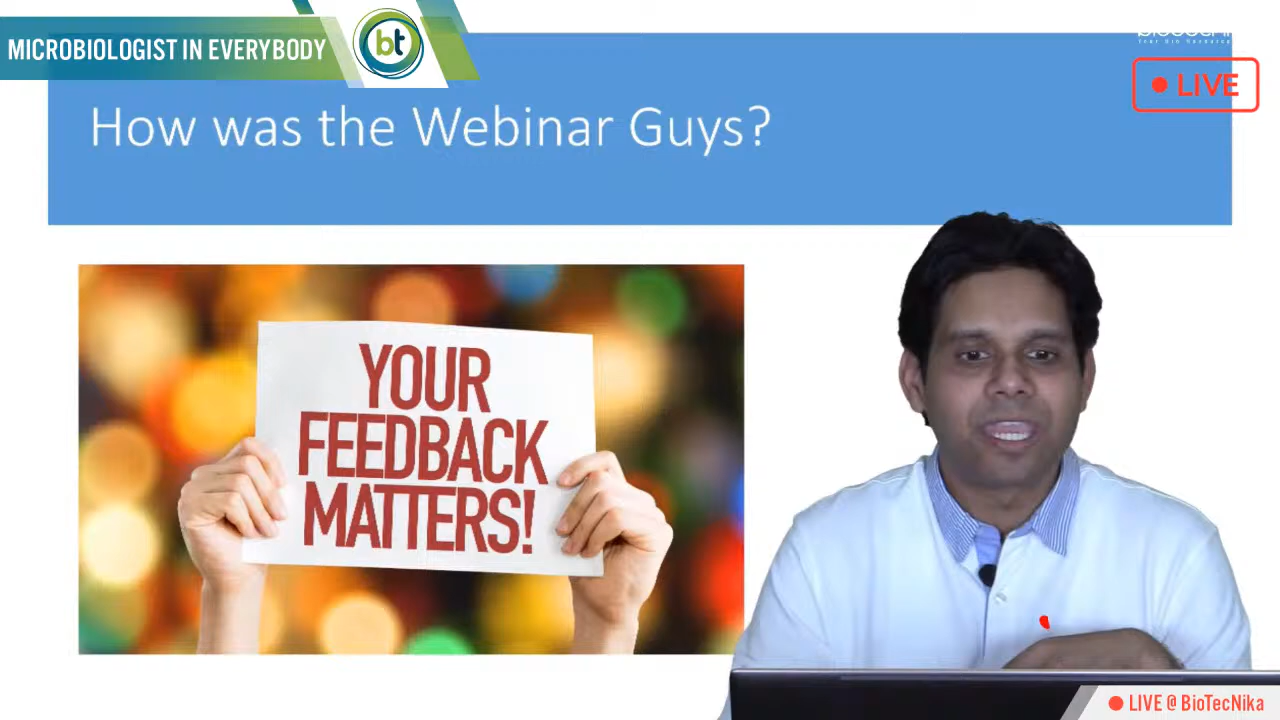 MICROBIOLOGIST IN EVERYBODY
bt
LIVE
How was the Webinar Guys?
YOUR
FEEDBACK
MATTERS!
LIVE @ BioTecNika